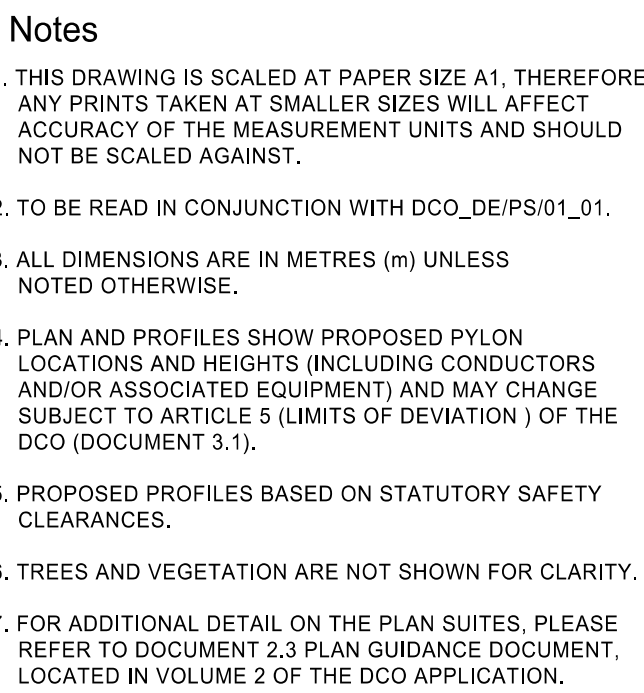 Notes
. THIS DRAWING IS SCALED AT PAPER SIZE A1, THEREFORE
ANY PRINTS TAKEN AT SMALLER SIZES WILL AFFECT
ACCURACY OF THE MEASUREMENT UNITS AND SHOULD
NOT BE SCALED AGAINST.
2. TO BE READ IN CONJUNCTION WITH DCO_DE/PS/01_01.
3. ALL DIMENSIONS ARE IN METRES (m) UNLESS
NOTED OTHERWISE.
4. PLAN AND PROFILES SHOW PROPOSED PYLON
LOCATIONS AND HEIGHTS (INCLUDING CONDUCTORS
AND/OR ASSOCIATED EQUIPMENT) AND MAY CHANGE
SUBJECT TO ARTICLE 5 (LIMITS OF DEVIATION ) OF THE
DCO (DOCUMENT 3.1).
5. PROPOSED PROFILES BASED ON STATUTORY SAFETY
CLEARANCES.
6. TREES AND VEGETATION ARE NOT SHOWN FOR CLARITY.
7. FOR ADDITIONAL DETAIL ON THE PLAN SUITES, PLEASE
REFER TO DOCUMENT 2.3 PLAN GUIDANCE DOCUMENT,
LOCATED IN VOLUME 2 OF THE DCO APPLICATION.